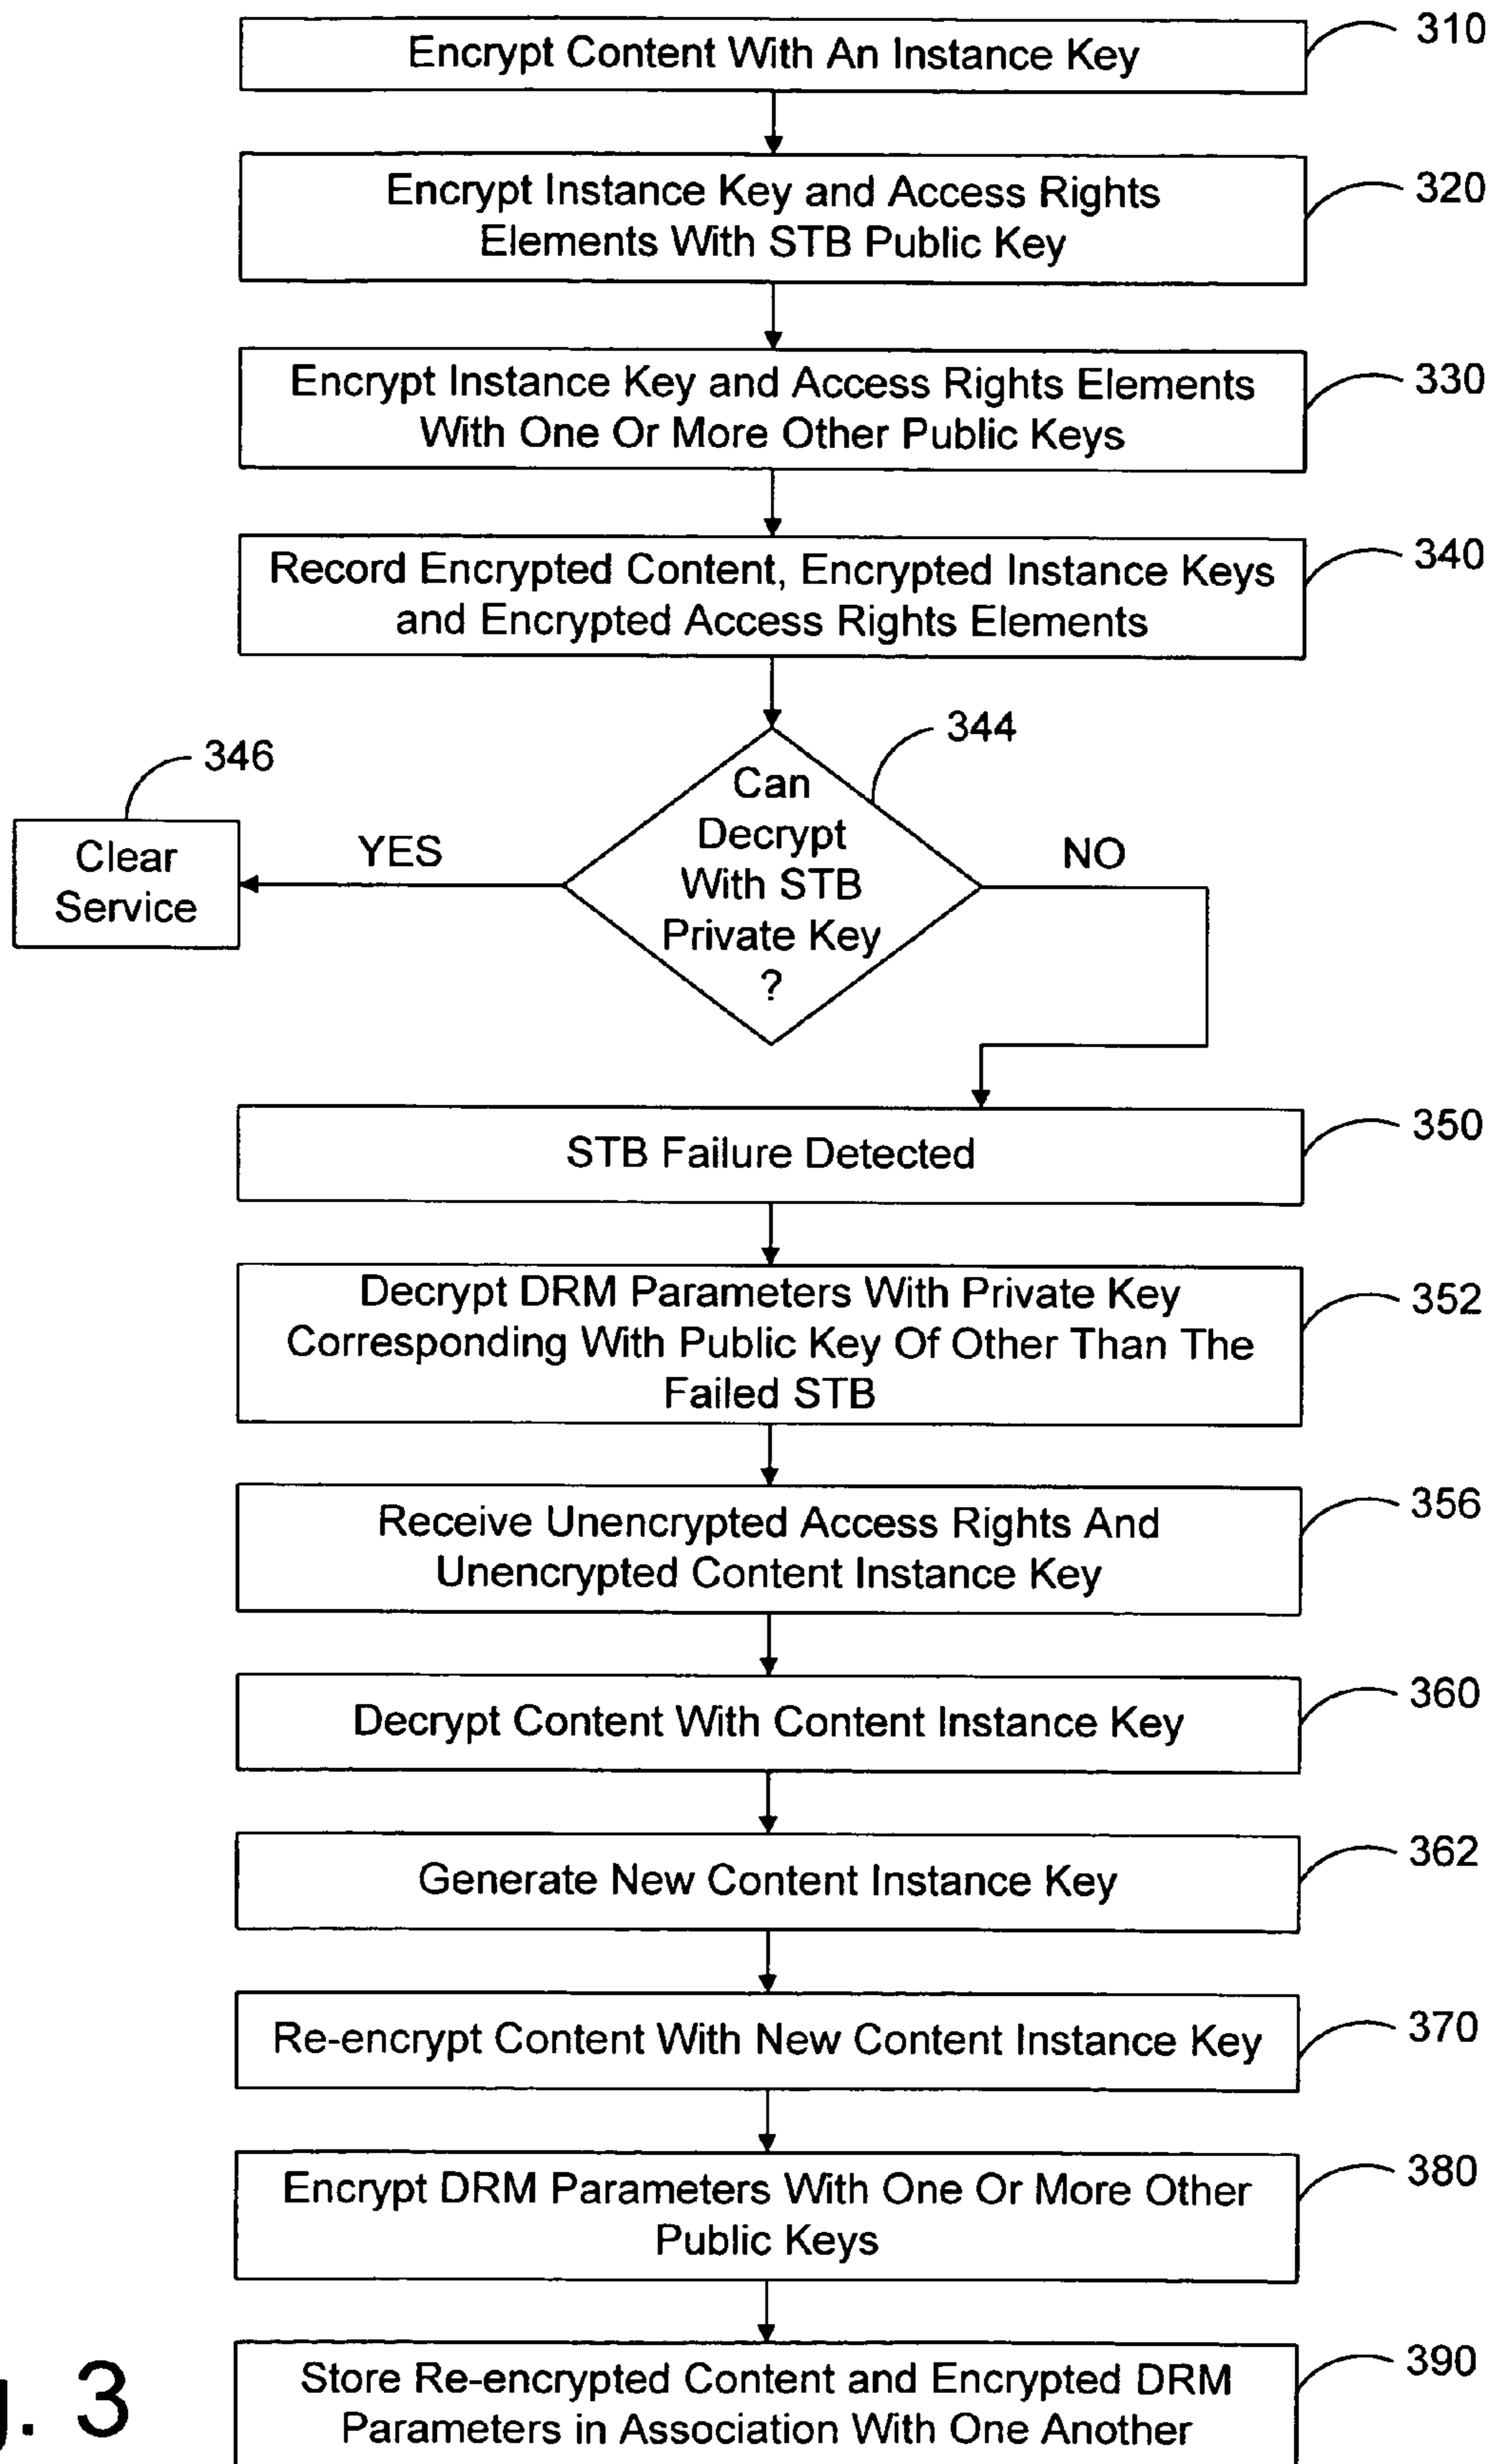 Encrypt Content With An Instance Key
310
Encrypt Instance Key and Access Rights
Elements With STB Public Key
320
Encrypt Instance Key and Access Rights Elements
With One Or More Other Public Keys
330
Record Encrypted Content, Encrypted Instance Keys
and Encrypted Access Rights Elements
340
344
346
Can
Decrypt
With STB
Private Key
?
YES
NO
Clear
Service
STB Failure Detected
350
Decrypt DRM Parameters With Private Key
Corresponding With Public Key Of Other Than The
Failed STB
352
Receive Unencrypted Access Rights And
Unencrypted Content Instance Key
356
Decrypt Content With Content Instance Key
360
Generate New Content Instance Key
362
Re-encrypt Content With New Content Instance Key
370
Encrypt DRM Parameters With One Or More Other
Public Keys
380
Store Re-encrypted Content and Encrypted DRM
Parameters in Association With One Another
390
. 3